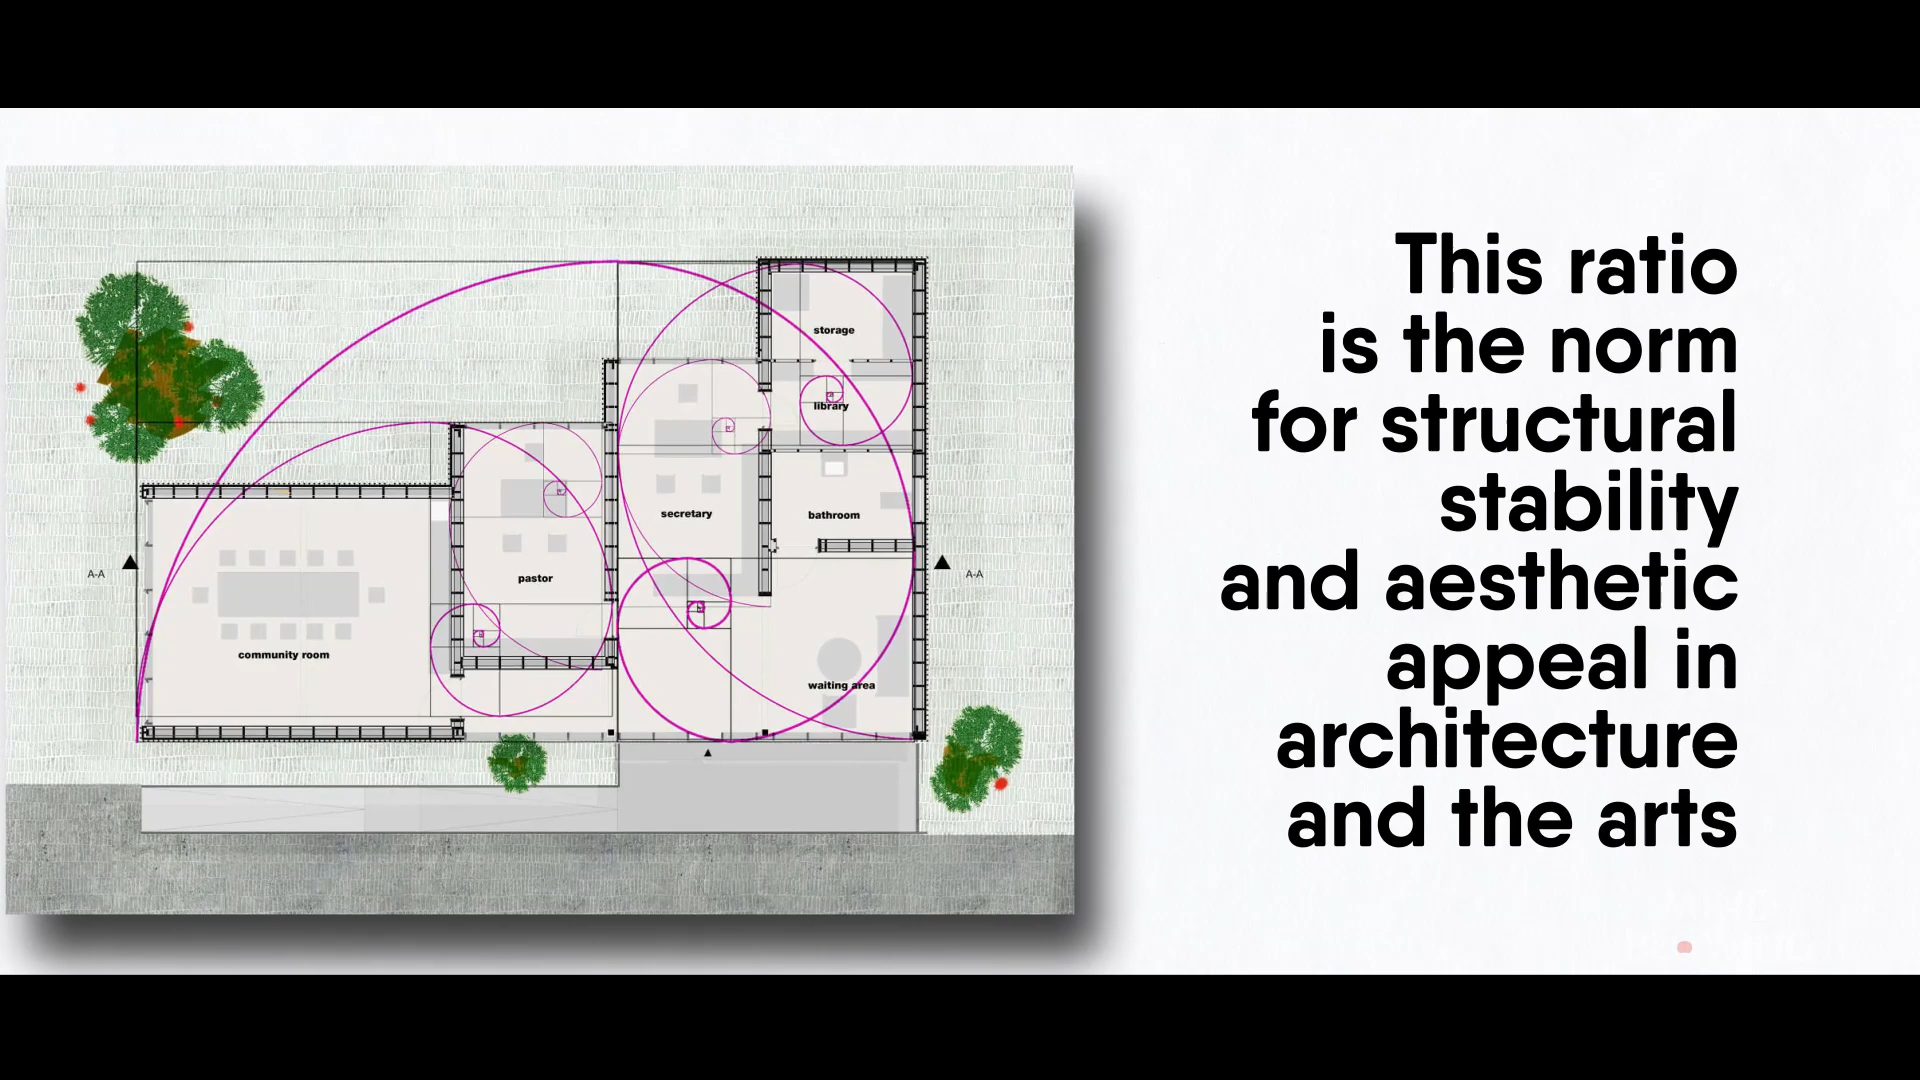 storage
library
secretary
bathroom
A-A
A-A
pastor
community room
waiting area
This ratio
is the norm
for structural
stability
and aesthetic
appeal in
architecture
and the arts